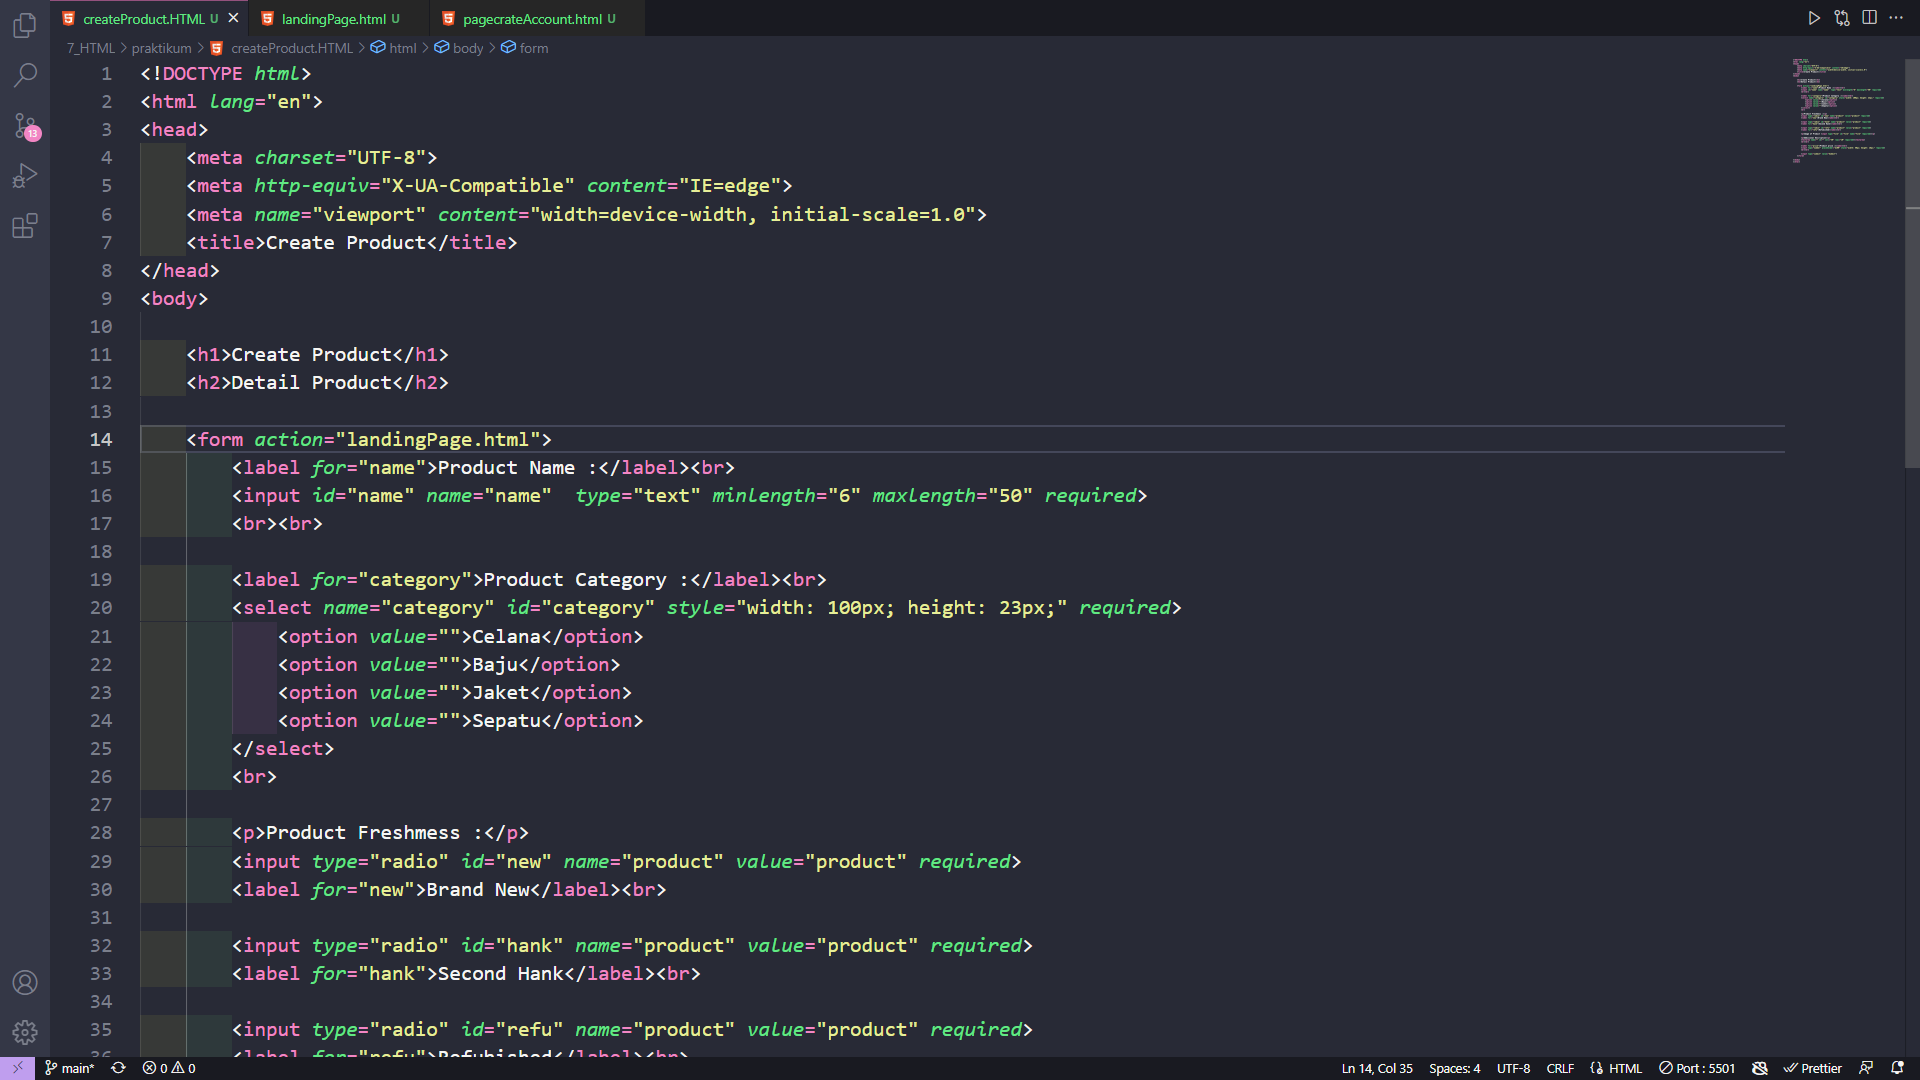 createProduct.HTML U
landingPage.html U
pagecrateAccount.html U
7_HTML > praktikum > createProduct.HTML > html > body > form
1 <!DOCTYPE html>
2 <html lang="en">
3 <head>
4 <meta charset="UTF-8">
5 <meta http-equiv="X-UA-Compatible" content="IE=edge">
6 <meta name="viewport" content="width=device-width, initial-scale=1.0">
7 <title>Create Product</title>
8 </head>
9 <body>
10
11 <h1>Create Product</h1>
12 <h2>Detail Product</h2>
13
14 <form action="landingPage.html">
15 <label for="name">Product Name :</label><br>
16 <input id="name" name="name"  type="text" minlength="6" maxlength="50" required>
17 <br><br>
18
19 <label for="category">Product Category :</label><br>
20 <select name="category" id="category" style="width: 100px; height: 23px;" required>
21 <option value="">Celana</option>
22 <option value="">Baju</option>
23 <option value="">Jaket</option>
24 <option value="">Sepatu</option>
25 </select>
26 <br>
27
28 <p>Product Freshmess :</p>
29 <input type="radio" id="new" name="product" value="product" required>
30 <label for="new">Brand New</label><br>
31
32 <input type="radio" id="hank" name="product" value="product" required>
33 <label for="hank">Second Hank</label><br>
34
35 <input type="radio" id="refu" name="product" value="product" required>
36 <label for="refu">Refubished</label><br>
13
main* 0 0 Ln 14, Col 35 Spaces: 4 UTF-8 CRLF HTML Port : 5501 Prettier